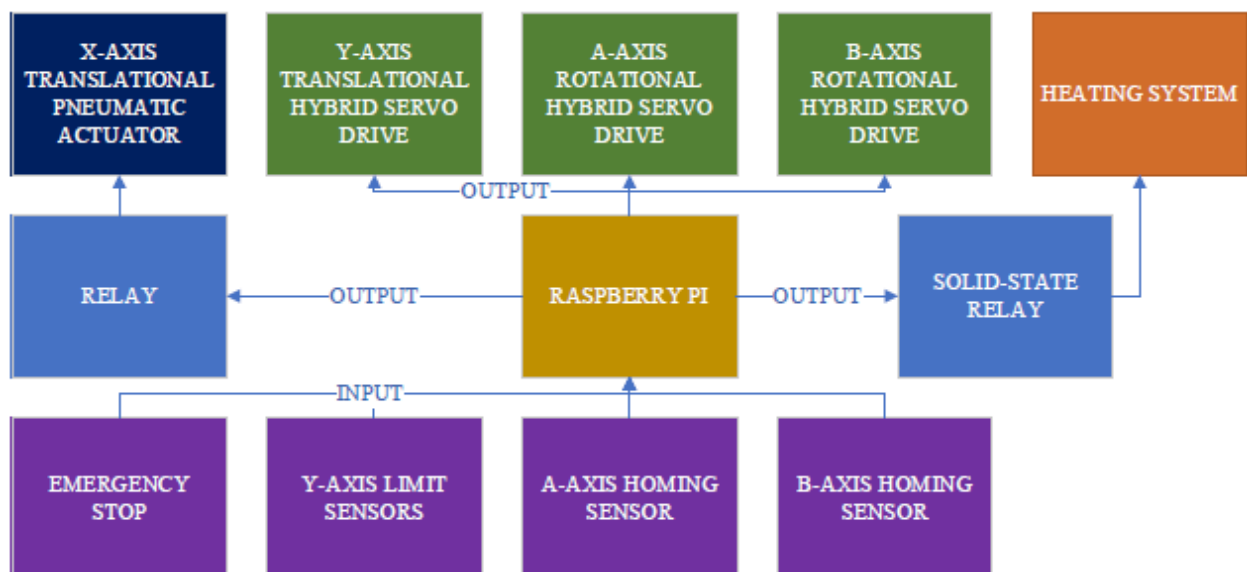 X-AXIS
TRANSLATIONAL
PNEUMATIC
ACTUATOR
Y-AXIS
TRANSLATIONAL
HYBRID SERVO
DRIVE
A-AXIS
ROTATIONAL
HYBRID SERVO
DRIVE
B-AXIS
ROTATIONAL
HYBRID SERVO
DRIVE
HEATING SYSTEM
OUTPUT
RELAY
OUTPUT
RASPBERRY PI
OUTPUT
SOLID-STATE
RELAY
INPUT
EMERGENCY
STOP
Y-AXIS LIMIT
SENSORS
A-AXIS HOMING
SENSOR
B-AXIS HOMING
SENSOR